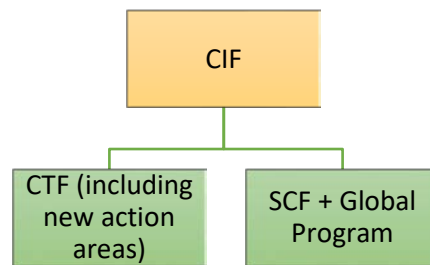 CIF
CTF (including
new action
areas)
SCF + Global
Program